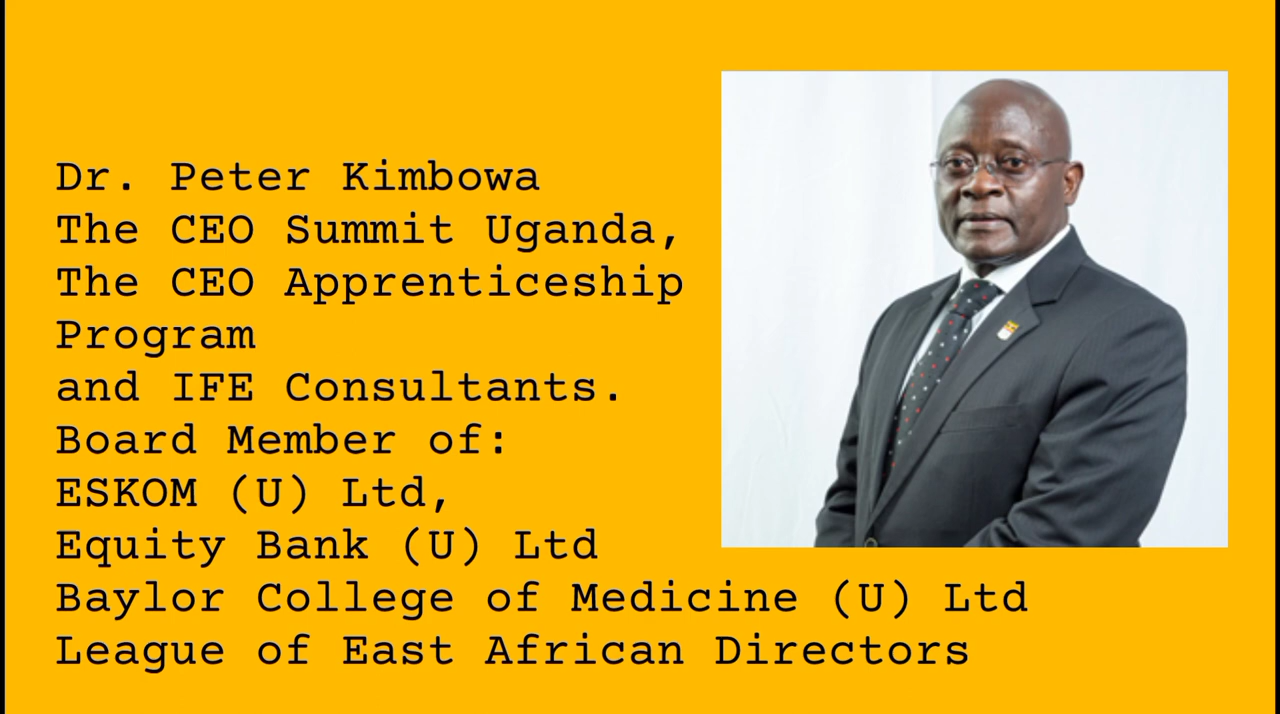 Dr. Peter Kimbowa
The CEO Summit Uganda,
The CEO Apprenticeship
Program
and IFE Consultants.
Board Member of:
ESKOM (U) Ltd,
Equity Bank (U) Ltd
Baylor College of Medicine (U) Ltd
League of East African Directors